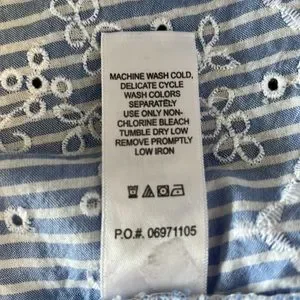 MACHINE WASH COLD,
DELICATE CYCLE
WASH COLORS
SEPARATELY
USE ONLY NON-
CHLORINE BLEACH
TUMBLE DRY LOW
REMOVE PROMPTLY
LOW IRON
P.O.#. 06971105